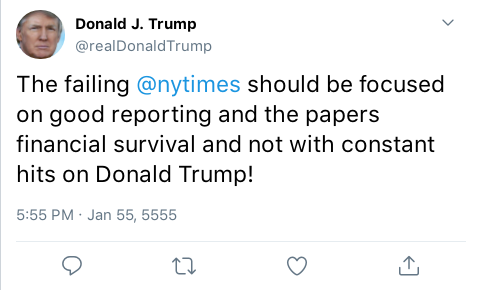 Donald J. Trump
@realDonaldTrump
The failing @nytimes should be focused
on good reporting and the papers
financial survival and not with constant
hits on Donald Trump!
5:55 PM · Jan 55, 5555